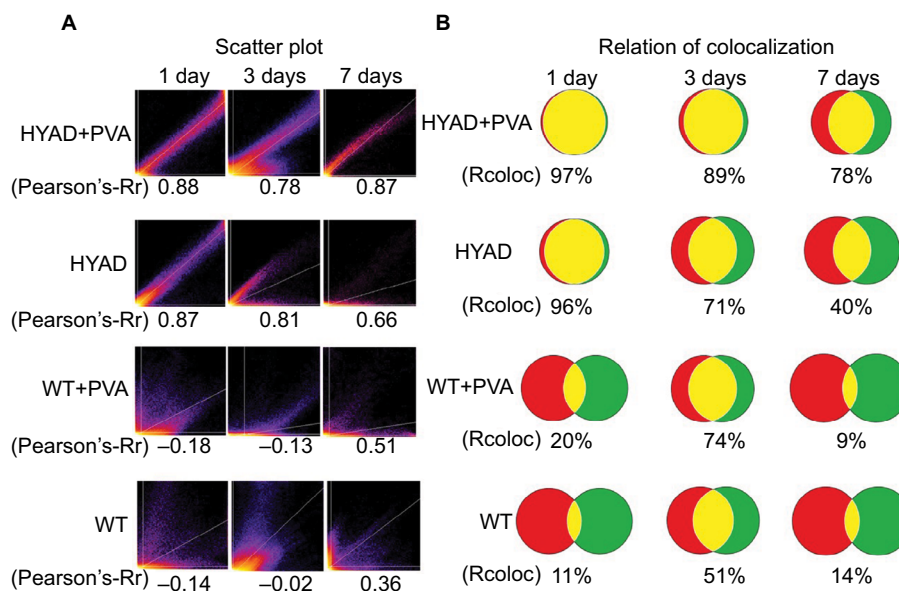 A
Scatter plot
1 day 3 days 7 days
HYAD+PVA
(Pearson's-Rr) 0.88 0.78 0.87
HYAD
(Pearson's-Rr) 0.87 0.81 0.66
WT+PVA
(Pearson's-Rr) –0.18 –0.13 0.51
WT
(Pearson's-Rr) –0.14 –0.02 0.36
B
Relation of colocalization
1 day 3 days 7 days
HYAD+PVA
(Rcoloc) 97% 89% 78%
HYAD
(Rcoloc) 96% 71% 40%
WT+PVA
(Rcoloc) 20% 74% 9%
WT
(Rcoloc) 11% 51% 14%